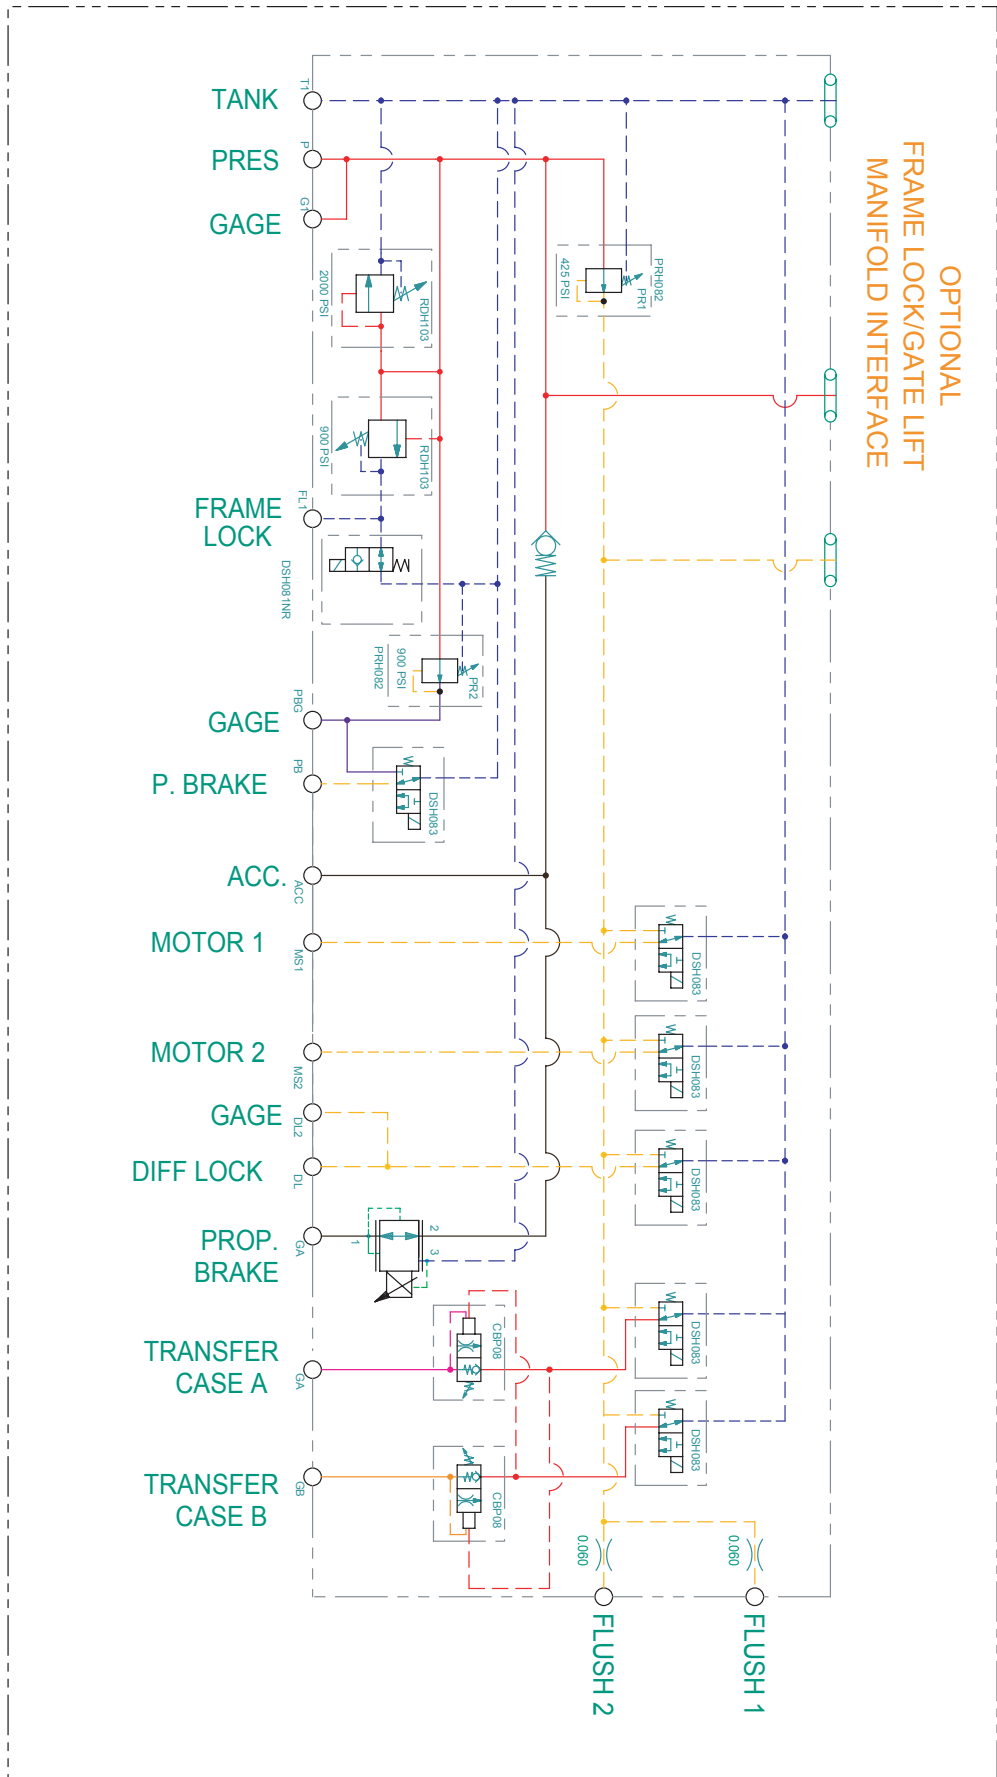 OPTIONAL
FRAME LOCK/GATE LIFT
MANIFOLD INTERFACE
TANK
T1
PRES
P
GAGE
G1
2000 PSI
RDH103
425 PSI
PR1
PRH082
900 PSI
RDH103
FRAME
LOCK
FL1
DSH081NR
PRH082
900 PSI
PR2
GAGE
PBG
P. BRAKE
PB
DSH083
ACC.
ACC
MOTOR 1
MS1
DSH083
MOTOR 2
MS2
DSH083
GAGE
DL2
DIFF LOCK
DL
DSH083
PROP.
BRAKE
GA
1
2
3
TRANSFER
CASE A
GA
CBP08
DSH083
TRANSFER
CASE B
GB
CBP08
DSH083
0.060
0.060
FLUSH 2
FLUSH 1